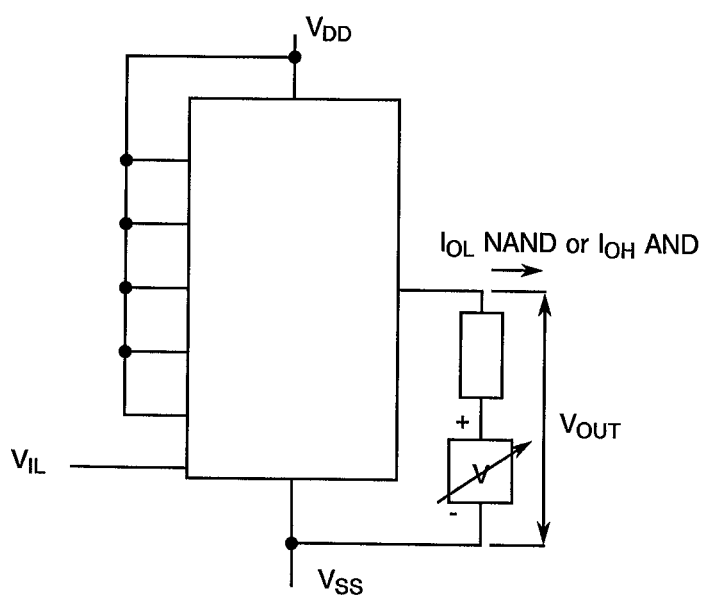 VDD
IOL NAND or IOH AND
+
V
-
VOUT
VIL
VSS